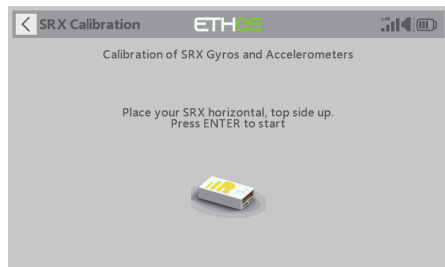 SRX Calibration
ETHOS
Calibration of SRX Gyros and Accelerometers
Place your SRX horizontal, top side up.
Press ENTER to start